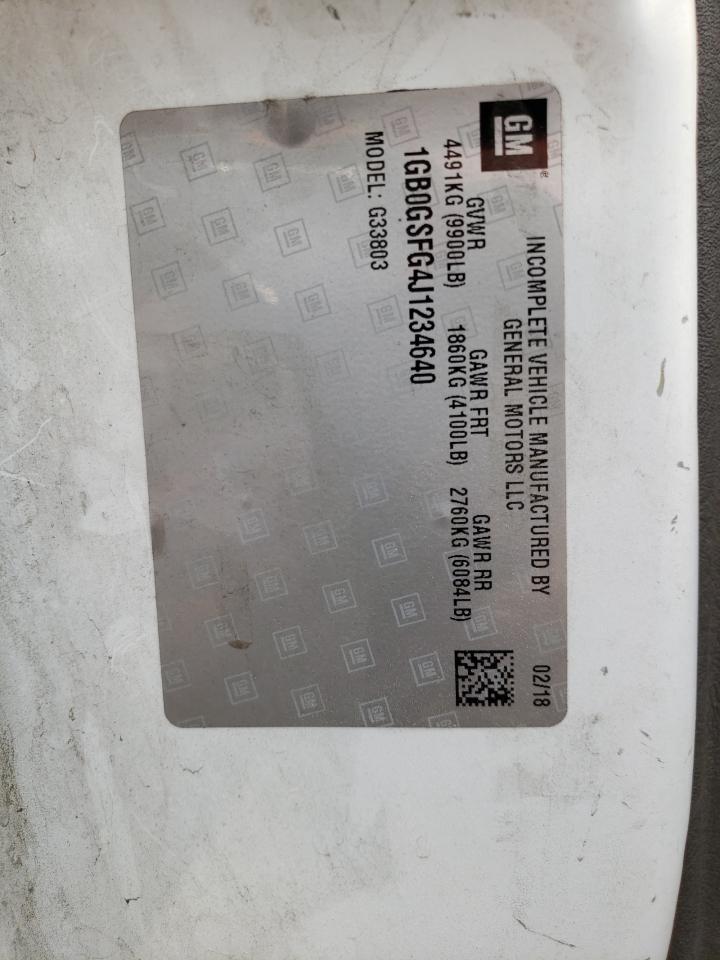 GM
INCOMPLETE VEHICLE MANUFACTURED BY 02/18
GENERAL MOTORS LLC
GVWR GAWR FRT GAWR RR
4491KG (9900LB) 1860KG (4100LB) 2760KG (6084LB)
1GB0GSFG4J1234640
MODEL: G33803